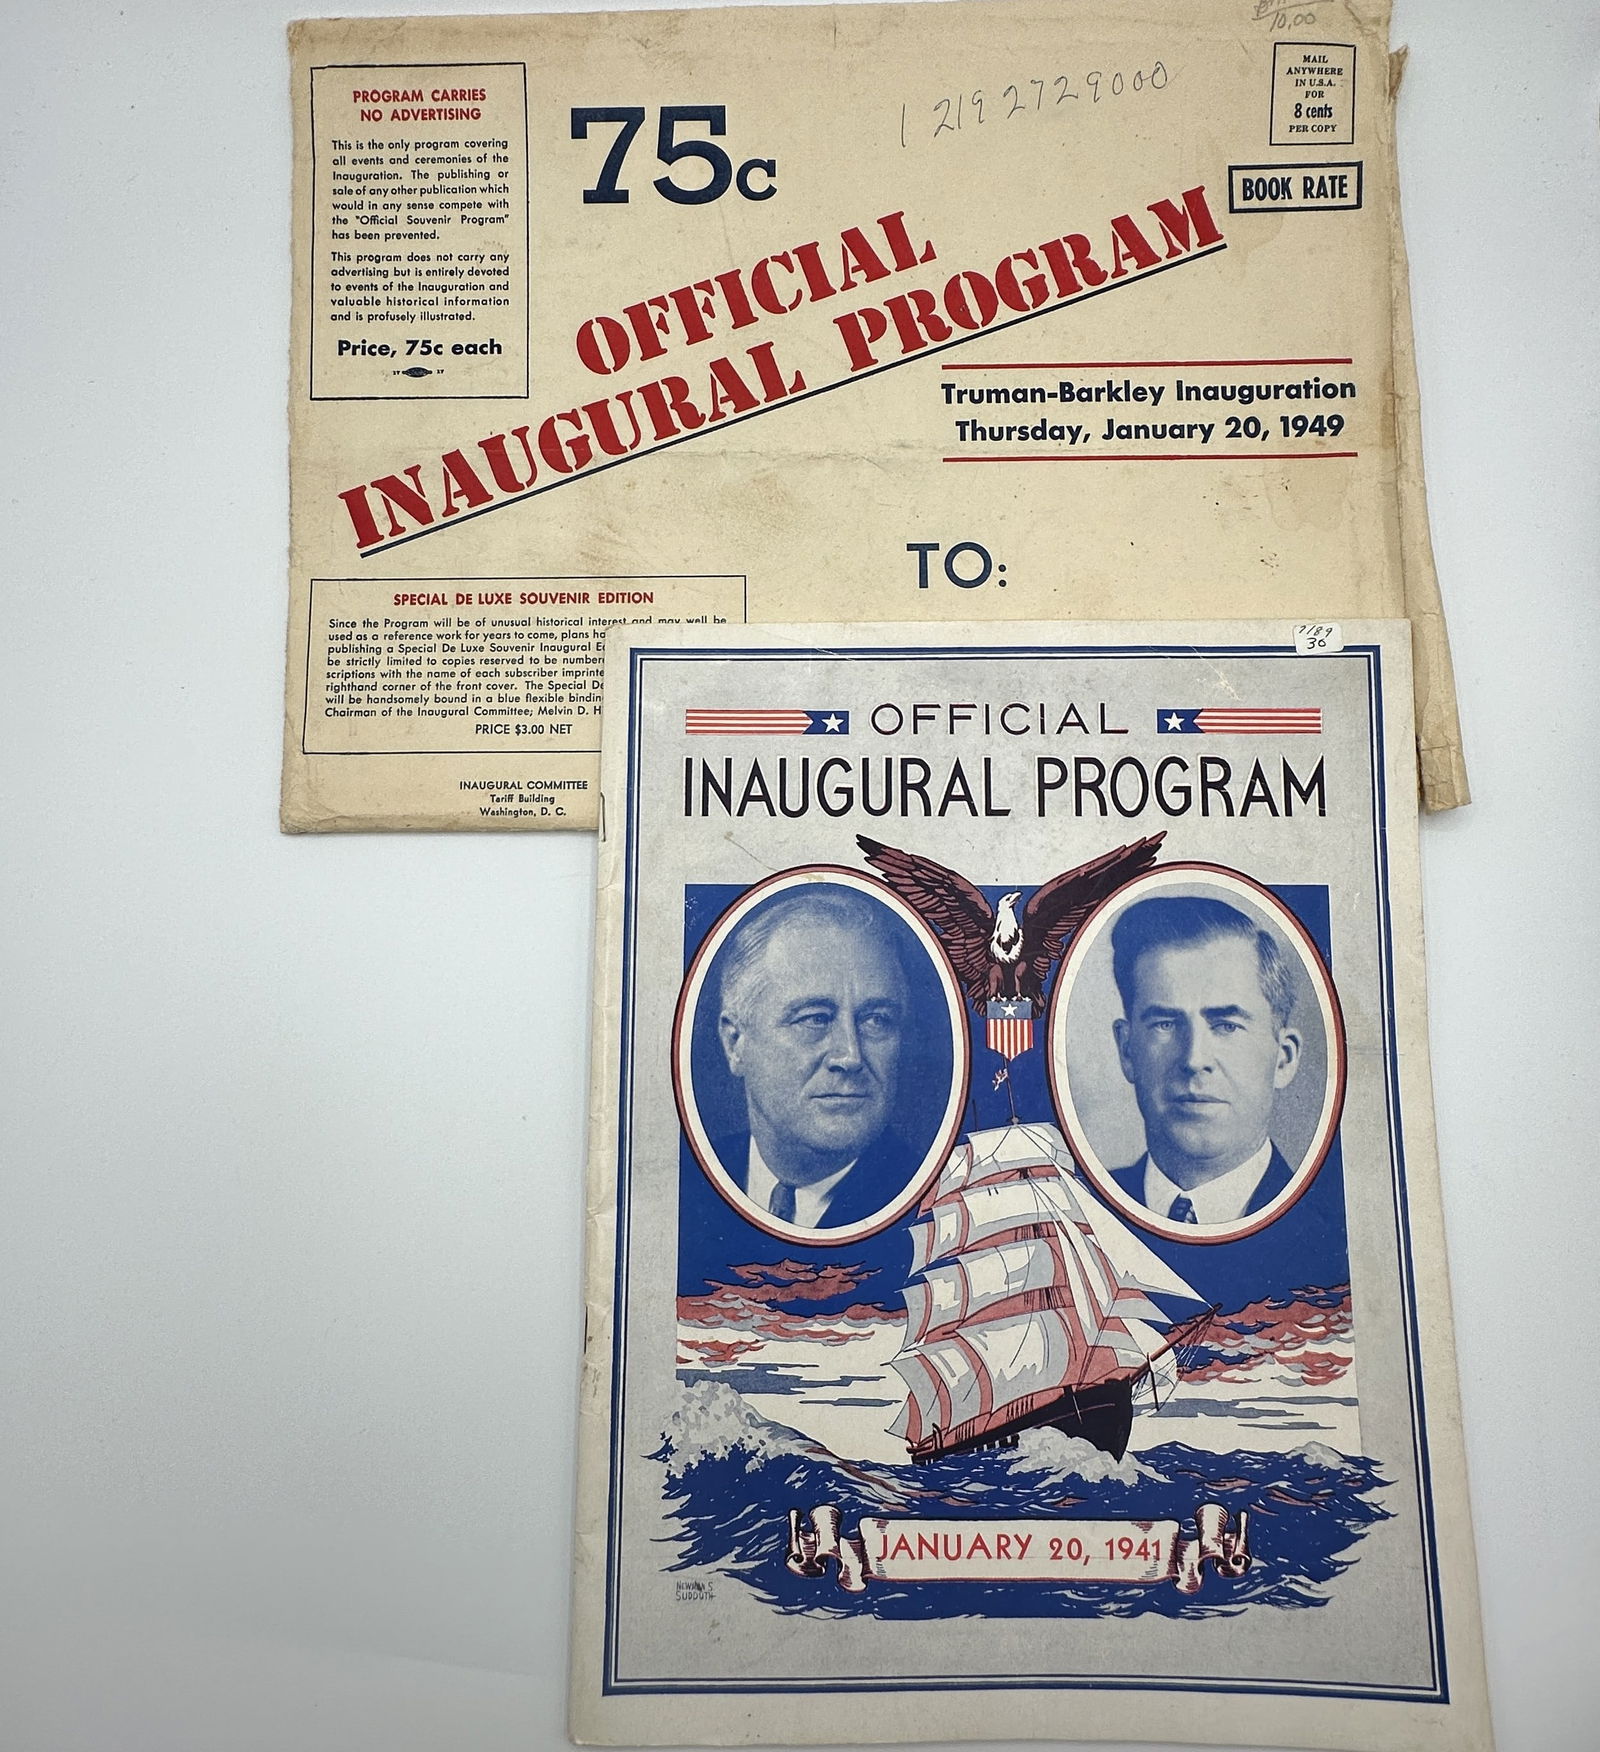 10.00
1 2192729000
PROGRAM CARRIES
NO ADVERTISING
This is the only program covering
all events and ceremonies of the
Inauguration. The publishing or
sale of any other publication which
would in any sense compete with
the "Official Souvenir Program"
has been prevented.
This program does not carry any
advertising but is entirely devoted
to events of the Inauguration and
valuable historical information
and is profusely illustrated.
Price, 75c each
75c
MAIL
ANYWHERE
IN U.S.A.
FOR
8 cents
PER COPY
BOOK RATE
OFFICIAL
INAUGURAL PROGRAM
Truman-Barkley Inauguration
Thursday, January 20, 1949
TO:
SPECIAL DE LUXE SOUVENIR EDITION
Since the Program will be of unusual historical interest and may well be
used as a reference work for years to come, plans ha
publishing a Special De Luxe Souvenir Inaugural E
be strictly limited to copies reserved to be number
scriptions with the name of each subscriber imprinte
righthand corner of the front cover. The Special De
will be handsomely bound in a blue flexible bindin
Chairman of the Inaugural Committee; Melvin D. H
PRICE $3.00 NET
INAUGURAL COMMITTEE
Tariff Building
Washington, D. C.
7/89
30
OFFICIAL
INAUGURAL PROGRAM
JANUARY 20, 1941
SUDDUTH